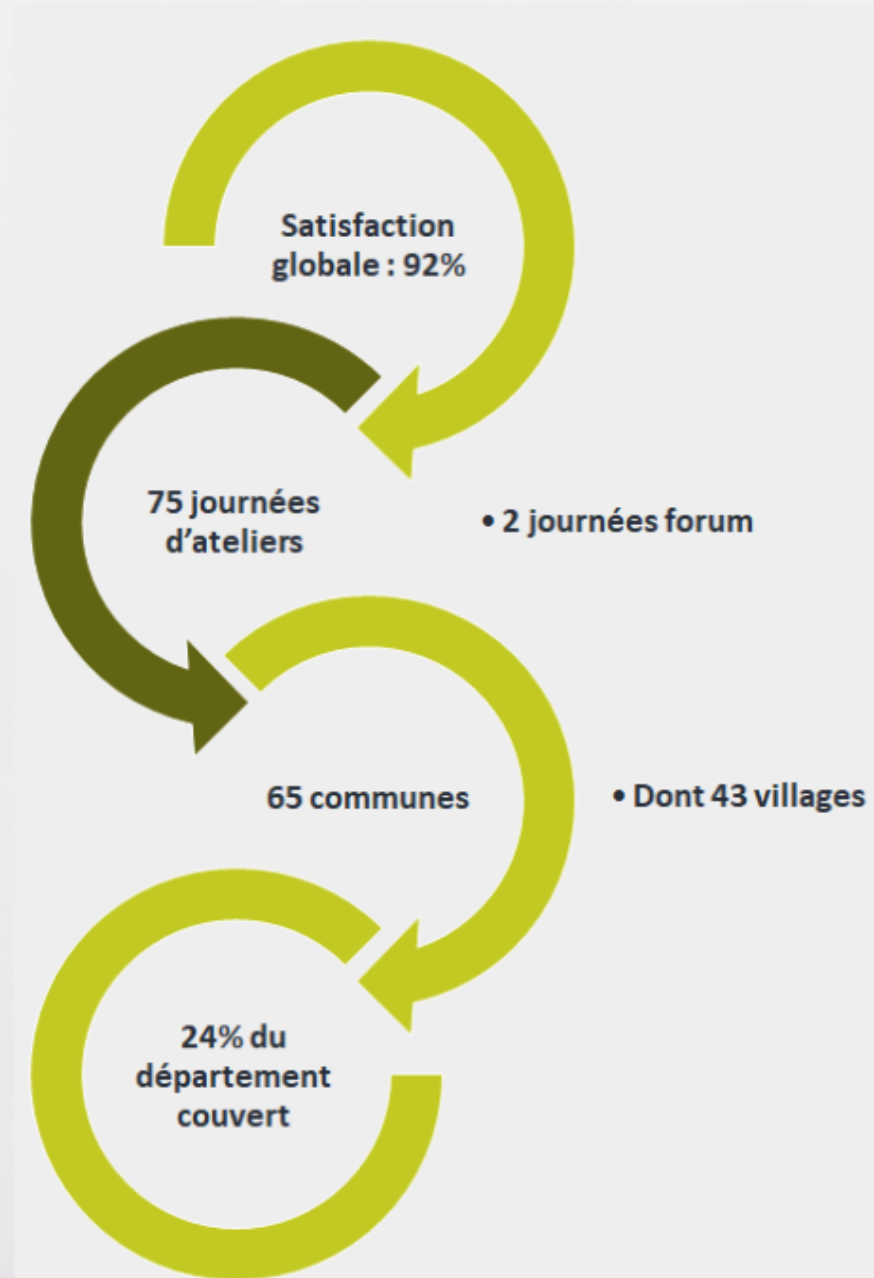 Satisfaction
globale : 92%
75 journées
d'ateliers
• 2 journées forum
65 communes
• Dont 43 villages
24% du
département
couvert